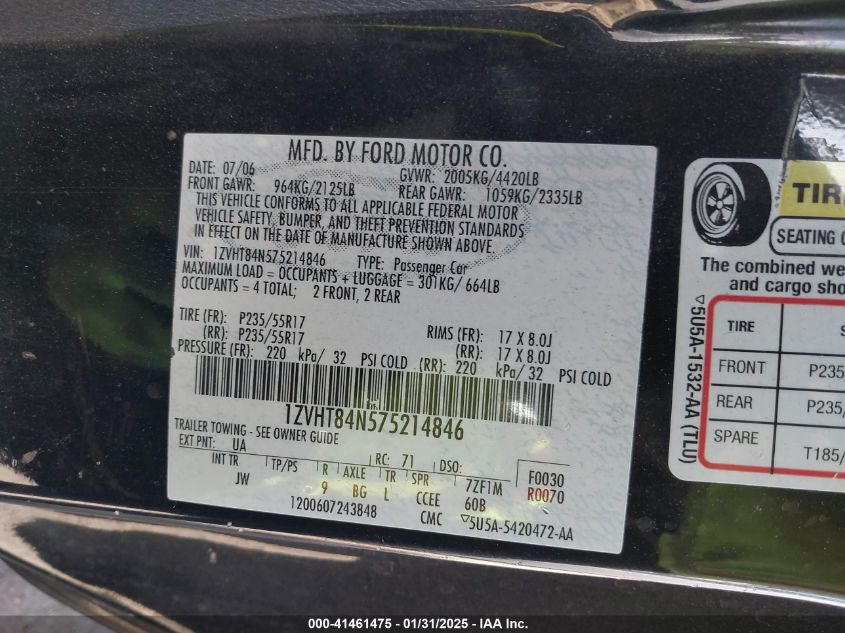 MFD. BY FORD MOTOR CO.
DATE: 07/06 GVWR: 2005KG/4420LB
FRONT GAWR: 964KG/2125LB REAR GAWR: 1059KG/2335LB
THIS VEHICLE CONFORMS TO ALL APPLICABLE FEDERAL MOTOR
VEHICLE SAFETY, BUMPER, AND THEFT PREVENTION STANDARDS
IN EFFECT ON THE DATE OF MANUFACTURE SHOWN ABOVE.
VIN: 1ZVHT84N575214846 TYPE: Passenger Car
MAXIMUM LOAD = OCCUPANTS + LUGGAGE = 301KG/ 664LB
OCCUPANTS = 4 TOTAL; 2 FRONT, 2 REAR
TIRE (FR): P235/55R17 RIMS (FR): 17 X 8.0J
(RR): P235/55R17 (RR): 17 X 8.0J
PRESSURE (FR): 220 kPa/ 32 PSI COLD (RR): 220 kPa/ 32 PSI COLD
1ZVHT84N575214846
TRAILER TOWING - SEE OWNER GUIDE
EXT PNT: UA RC: 71 DSO: F0030
INT TR TP/PS R AXLE TR SPR 7ZF1M R0070
JW 9 BG L CCEE 60B
1200607243848 CMC ▽5U5A-5420472-AA
TIRE
SEATING
The combined
and cargo
▽5U5A-1532-AA (TLU)
TIRE
FRONT P235
REAR P235/
SPARE T185/
000-41461475 - 01/31/2025 - IAA Inc.